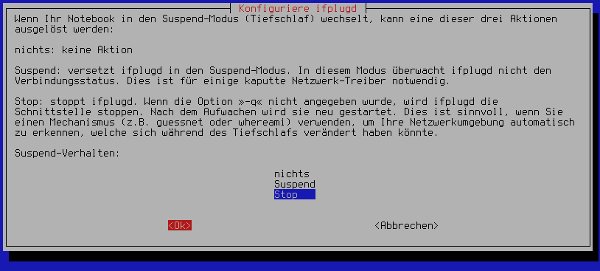 Konfiguriere ifplugd
Wenn Ihr Notebook in den Suspend-Modus (Tiefschlaf) wechselt, kann eine dieser drei Aktionen
ausgelöst werden:
nichts: keine Aktion
Suspend: versetzt ifplugd in den Suspend-Modus. In diesem Modus überwacht ifplugd nicht den
Verbindungsstatus. Dies ist für einige kaputte Netzwerk-Treiber notwendig.
Stop: stoppt ifplugd. Wenn die Option »-q« nicht angegeben wurde, wird ifplugd die
Schnittstelle stoppen. Nach dem Aufwachen wird sie neu gestartet. Dies ist sinnvoll, wenn Sie
einen Mechanismus (z.B. guessnet oder whereami) verwenden, um Ihre Netzwerkumgebung automatisch
zu erkennen, welche sich während des Tiefschlafs verändert haben könnte.
Suspend-Verhalten:
nichts
Suspend
Stop
<Ok>
<Abbrechen>